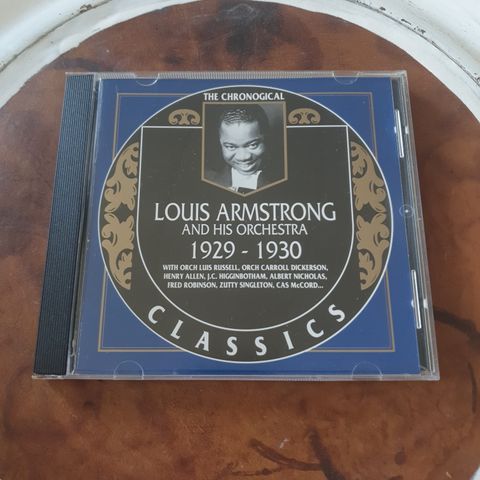 THE CHRONOGICAL
LOUIS ARMSTRONG
AND HIS ORCHESTRA
1929 - 1930
WITH ORCH LUIS RUSSELL, ORCH CARROLL DICKERSON,
HENRY ALLEN, J.C. HIGGINBOTHAM, ALBERT NICHOLAS,
FRED ROBINSON, ZUTTY SINGLETON, CAS McCORD...
CLASSICS